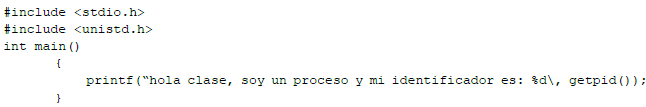 #include <stdio.h>
#include <unistd.h>
int main()
{
printf(“hola clase, soy un proceso y mi identificador es: %d\, getpid());
}